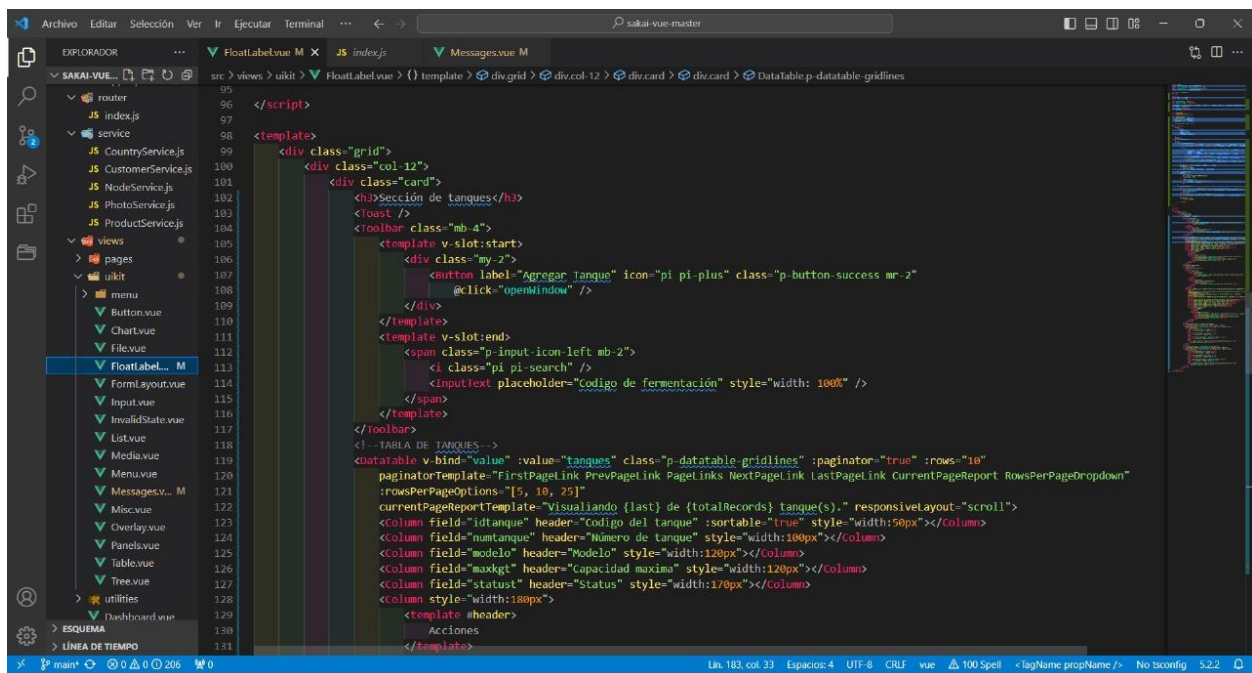 Archivo Editar Selección Ver Ir Ejecutar Terminal ··· sakai-vue-master
EXPLORADOR ···
SAKAI-VUE...
router
JS index.js
service
JS CountryService.js
JS CustomerService.js
JS NodeService.js
JS PhotoService.js
JS ProductService.js
views
pages
uikit
menu
Button.vue
Chart.vue
File.vue
FloatLabel.... M
FormLayout.vue
Input.vue
InvalidState.vue
List.vue
Media.vue
Menu.vue
Messages.v... M
Misc.vue
Overlay.vue
Panels.vue
Table.vue
Tree.vue
utilities
Dashboard.vue
ESQUEMA
LÍNEA DE TIEMPO
FloatLabel.vue M JS index.js Messages.vue M
src > views > uikit > FloatLabel.vue > {} template > div.grid > div.col-12 > div.card > div.card > DataTable.p-datatable-gridlines
95
96 </script>
97
98 <template>
99 <div class="grid">
100 <div class="col-12">
101 <div class="card">
102 <h3>Sección de tanques</h3>
103 <Toast />
104 <Toolbar class="mb-4">
105 <template v-slot:start>
106 <div class="my-2">
107 <Button label="Agregar Tanque" icon="pi pi-plus" class="p-button-success mr-2"
108 @click="openWindow" />
109 </div>
110 </template>
111 <template v-slot:end>
112 <span class="p-input-icon-left mb-2">
113 <i class="pi pi-search" />
114 <InputText placeholder="Codigo de fermentación" style="width: 100%" />
115 </span>
116 </template>
117 </Toolbar>
118 <!--TABLA DE TANQUES-->
119 <DataTable v-bind="value" :value="tanques" class="p-datatable-gridlines" :paginator="true" :rows="10"
120 paginatorTemplate="FirstPageLink PrevPageLink PageLinks NextPageLink LastPageLink CurrentPageReport RowsPerPageDropdown"
121 :rowsPerPageOptions="[5, 10, 25]"
122 currentPageReportTemplate="Visualiando {last} de {totalRecords} tanque(s)." responsiveLayout="scroll">
123 <Column field="idtanque" header="Codigo del tanque" :sortable="true" style="width:50px"></Column>
124 <Column field="numtanque" header="Número de tanque" style="width:100px"></Column>
125 <Column field="modelo" header="Modelo" style="width:120px"></Column>
126 <Column field="maxkgt" header="Capacidad maxima" style="width:120px"></Column>
127 <Column field="statust" header="Status" style="width:170px"></Column>
128 <Column style="width:180px">
129 <template #header>
130 Acciones
131 </template>
2
main* 0 0 206 0 Lín. 183, col. 33 Espacios: 4 UTF-8 CRLF vue 100 Spell <TagName propName /> No tsconfig 5.2.2